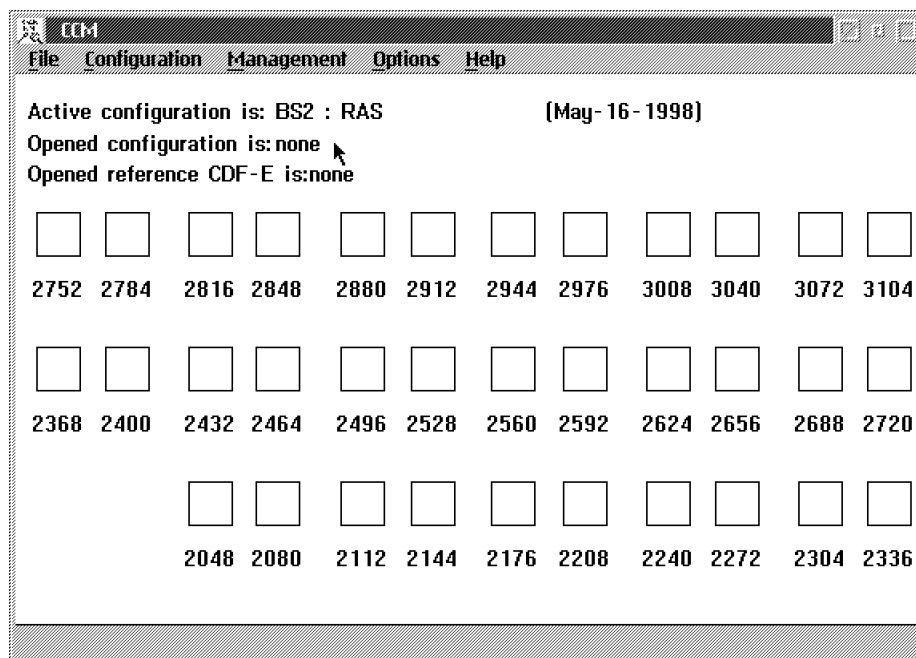 CCM
File Configuration Management Options Help
Active configuration is: BS2 : RAS (May-16-1998)
Opened configuration is: none
Opened reference CDF-E is:none
2752 2784 2816 2848 2880 2912 2944 2976 3008 3040 3072 3104
2368 2400 2432 2464 2496 2528 2560 2592 2624 2656 2688 2720
2048 2080 2112 2144 2176 2208 2240 2272 2304 2336